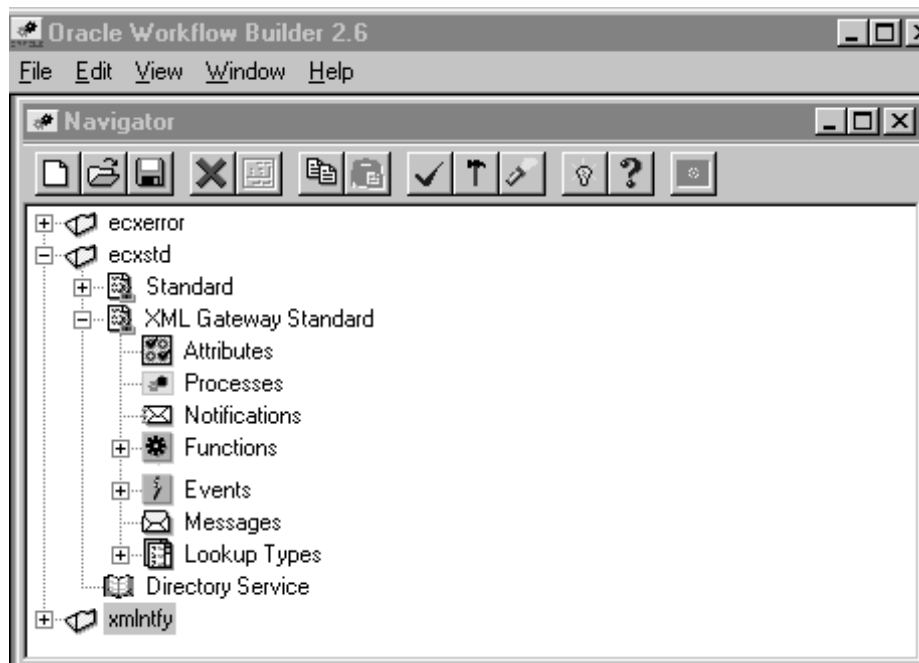 Oracle Workflow Builder 2.6
File Edit View Window Help
Navigator
ecxerror
ecxstd
Standard
XML Gateway Standard
Attributes
Processes
Notifications
Functions
Events
Messages
Lookup Types
Directory Service
xmlntfy